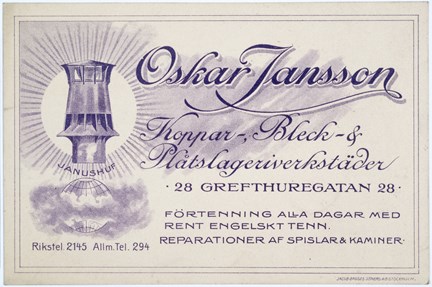 Oskar Jansson
Koppar-, Bleck- &
Plåtslageriverkstäder
· 28 GREFTHUREGATAN 28 ·
JANUSHUF
FÖRTENNING ALLA DAGAR MED
RENT ENGELSKT TENN.
REPARATIONER AF SPISLAR & KAMINER.
Rikstel. 2145 Allm. Tel. 294